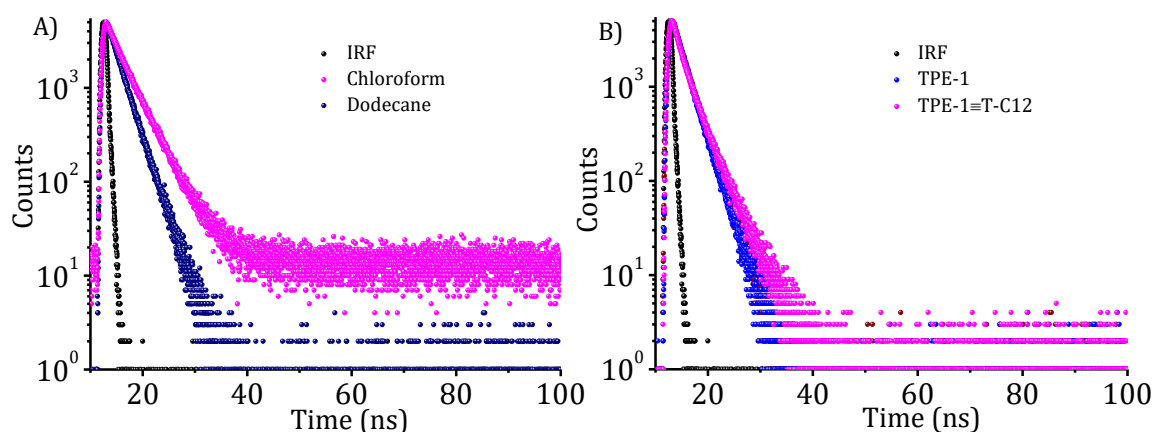 A)
IRF
Chloroform
Dodecane
Counts
10³
10²
10¹
10⁰
20 40 60 80 100
Time (ns)
B)
IRF
TPE-1
TPE-1≡T-C12
Counts
10³
10²
10¹
10⁰
20 40 60 80 100
Time (ns)